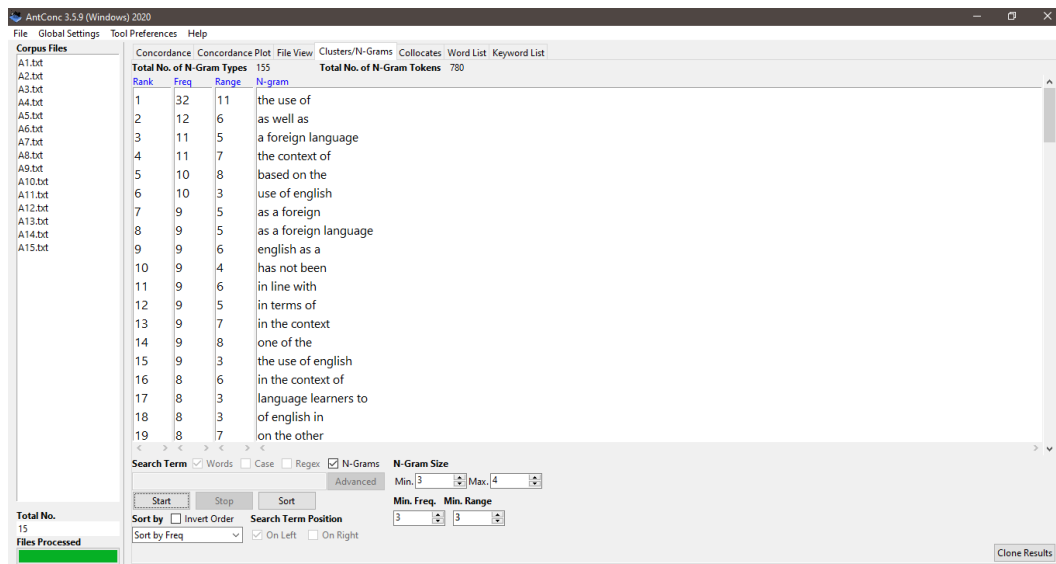 AntConc 3.5.9 (Windows) 2020
File Global Settings Tool Preferences Help
Corpus Files
A1.txt
A2.txt
A3.txt
A4.txt
A5.txt
A6.txt
A7.txt
A8.txt
A9.txt
A10.txt
A11.txt
A12.txt
A13.txt
A14.txt
A15.txt
Total No.
15
Files Processed
Concordance Concordance Plot File View Clusters/N-Grams Collocates Word List Keyword List
Total No. of N-Gram Types 155 Total No. of N-Gram Tokens 780
Rank Freq Range N-gram
1 32 11 the use of
2 12 6 as well as
3 11 5 a foreign language
4 11 7 the context of
5 10 8 based on the
6 10 3 use of english
7 9 5 as a foreign
8 9 5 as a foreign language
9 9 6 english as a
10 9 4 has not been
11 9 6 in line with
12 9 5 in terms of
13 9 7 in the context
14 9 8 one of the
15 9 3 the use of english
16 8 6 in the context of
17 8 3 language learners to
18 8 3 of english in
19 8 7 on the other
Search Term Words Case Regex N-Grams N-Gram Size
Advanced Min. 3 Max. 4
Start Stop Sort Min. Freq. Min. Range
Sort by Invert Order Search Term Position 3 3
Sort by Freq On Left On Right
Clone Results